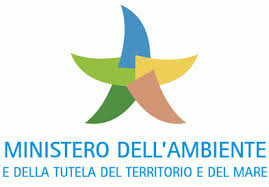 MINISTERO DELL'AMBIENTE
E DELLA TUTELA DEL TERRITORIO E DEL MARE